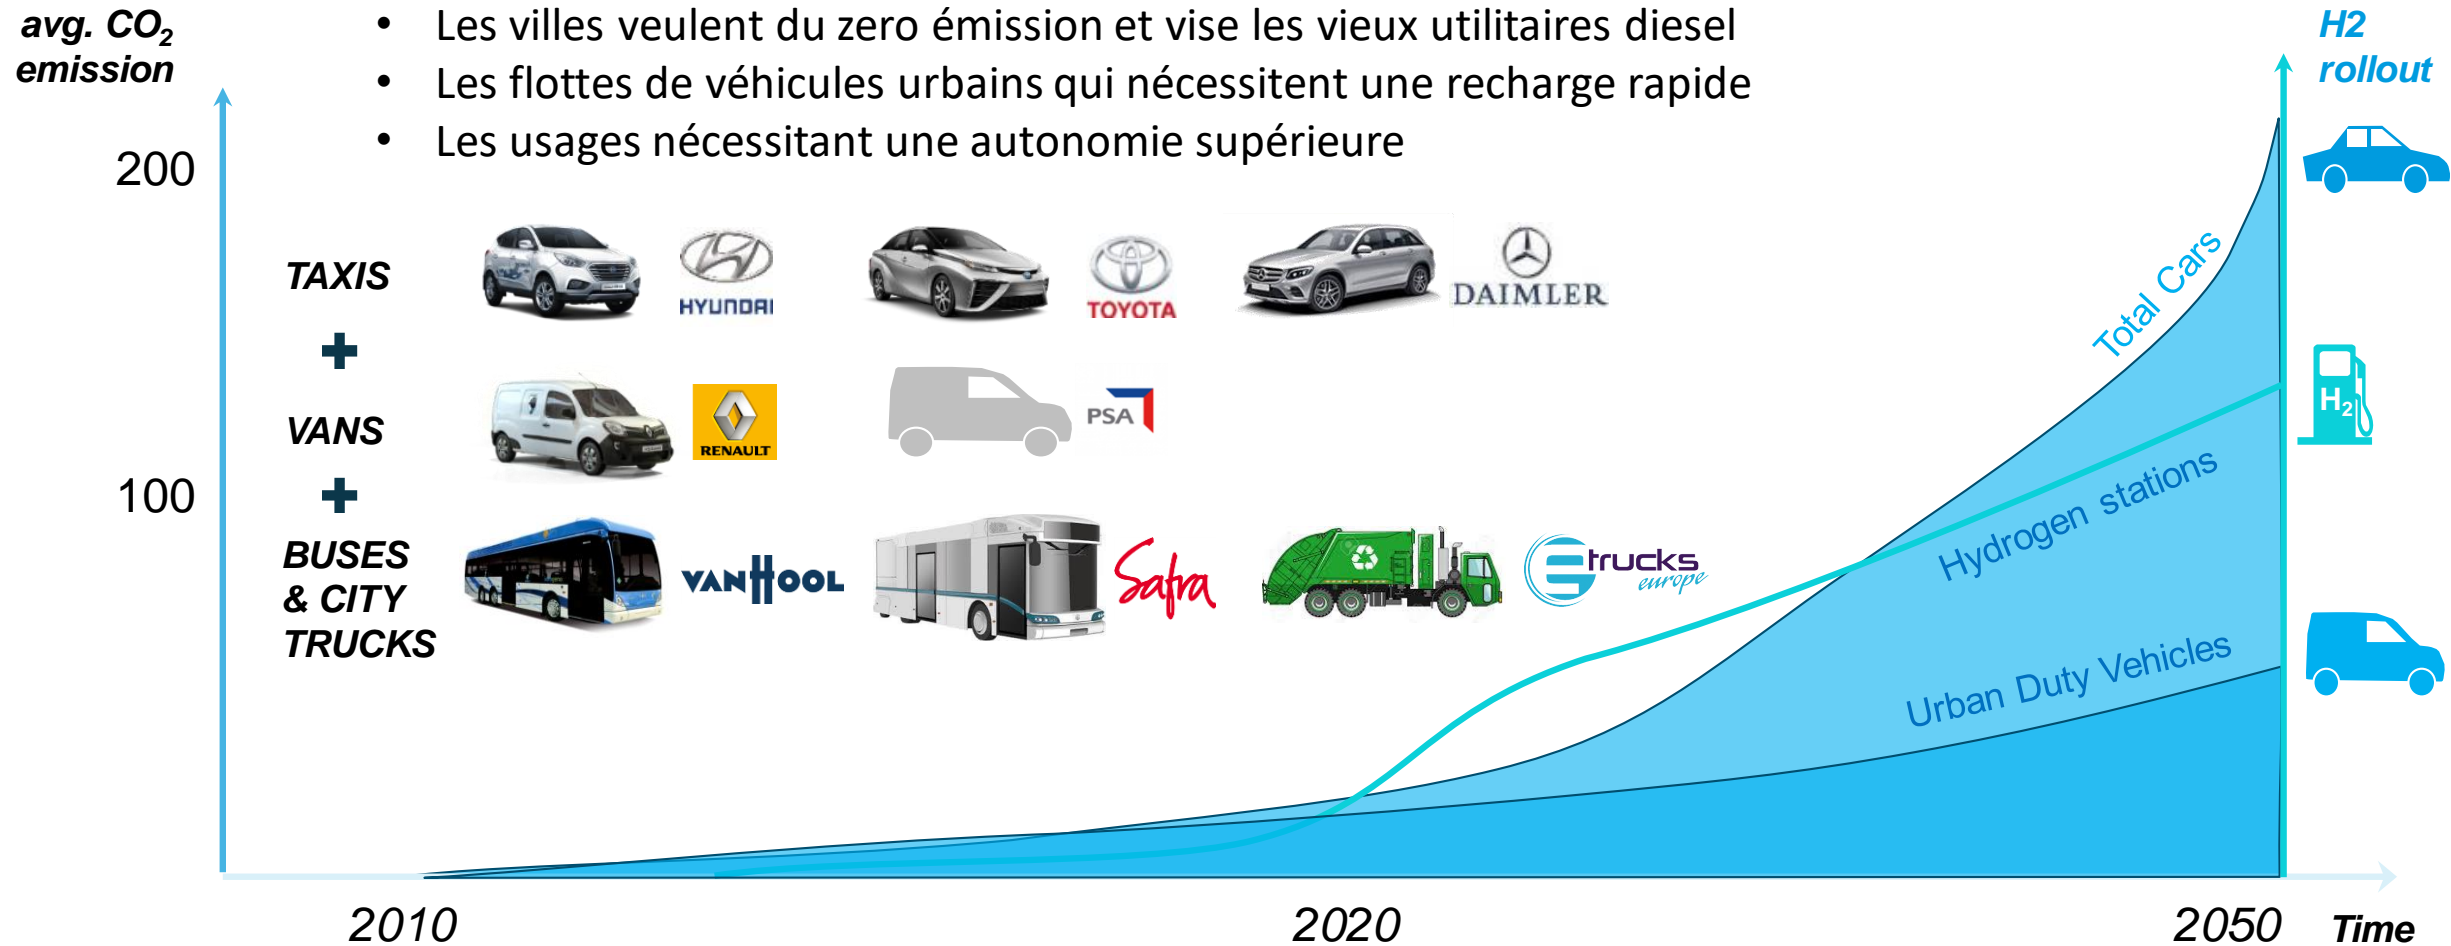 avg. CO2
emission
• Les villes veulent du zero émission et vise les vieux utilitaires diesel
• Les flottes de véhicules urbains qui nécessitent une recharge rapide
• Les usages nécessitant une autonomie supérieure
H2
rollout
200
100
TAXIS
HYUNDAI
TOYOTA
DAIMLER
+
VANS
RENAULT
PSA
+
BUSES
& CITY
TRUCKS
VANHOOL
Safra
Etrucks
europe
Total Cars
H2
Hydrogen stations
Urban Duty Vehicles
2010
2020
2050
Time